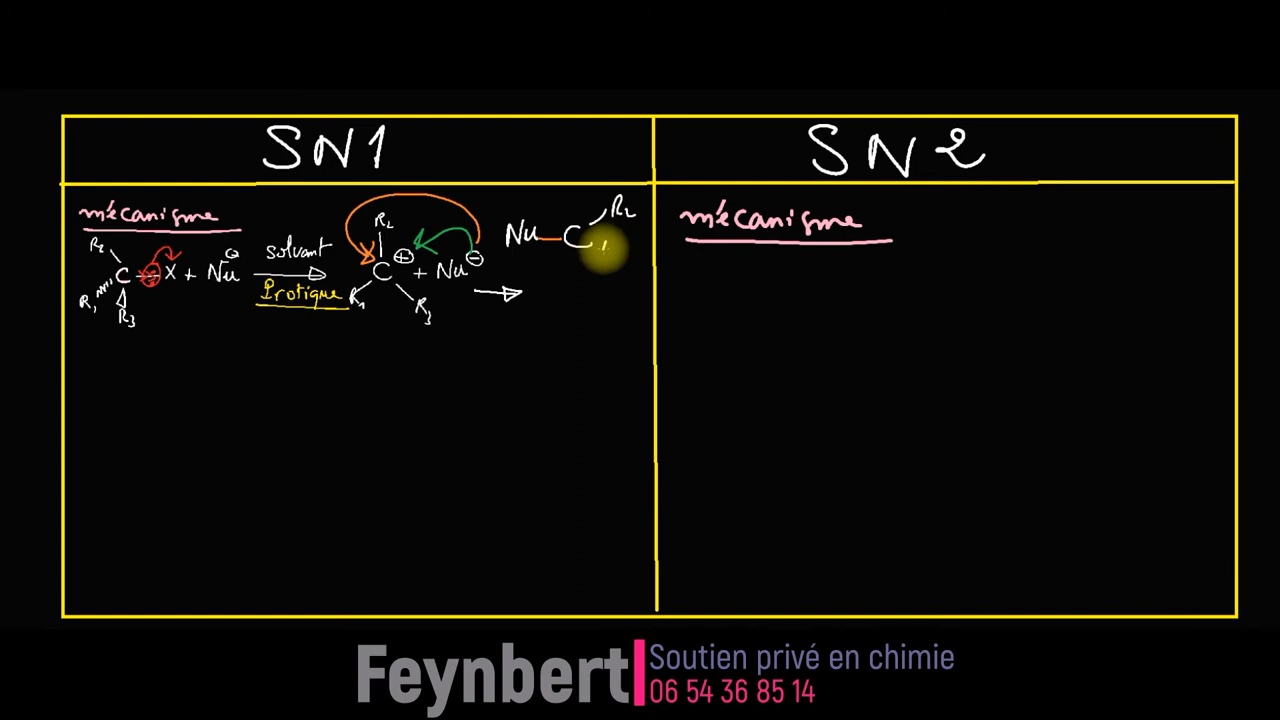 SN1
SN2
mécanisme
R₂
R₁ C X + Nu⊖
R₃
solvant
Protique
R₂
C ⊕ + Nu⊖
R₁ R₃
Nu—C
R₂
mécanisme
Feynbert
Soutien privé en chimie
06 54 36 85 14